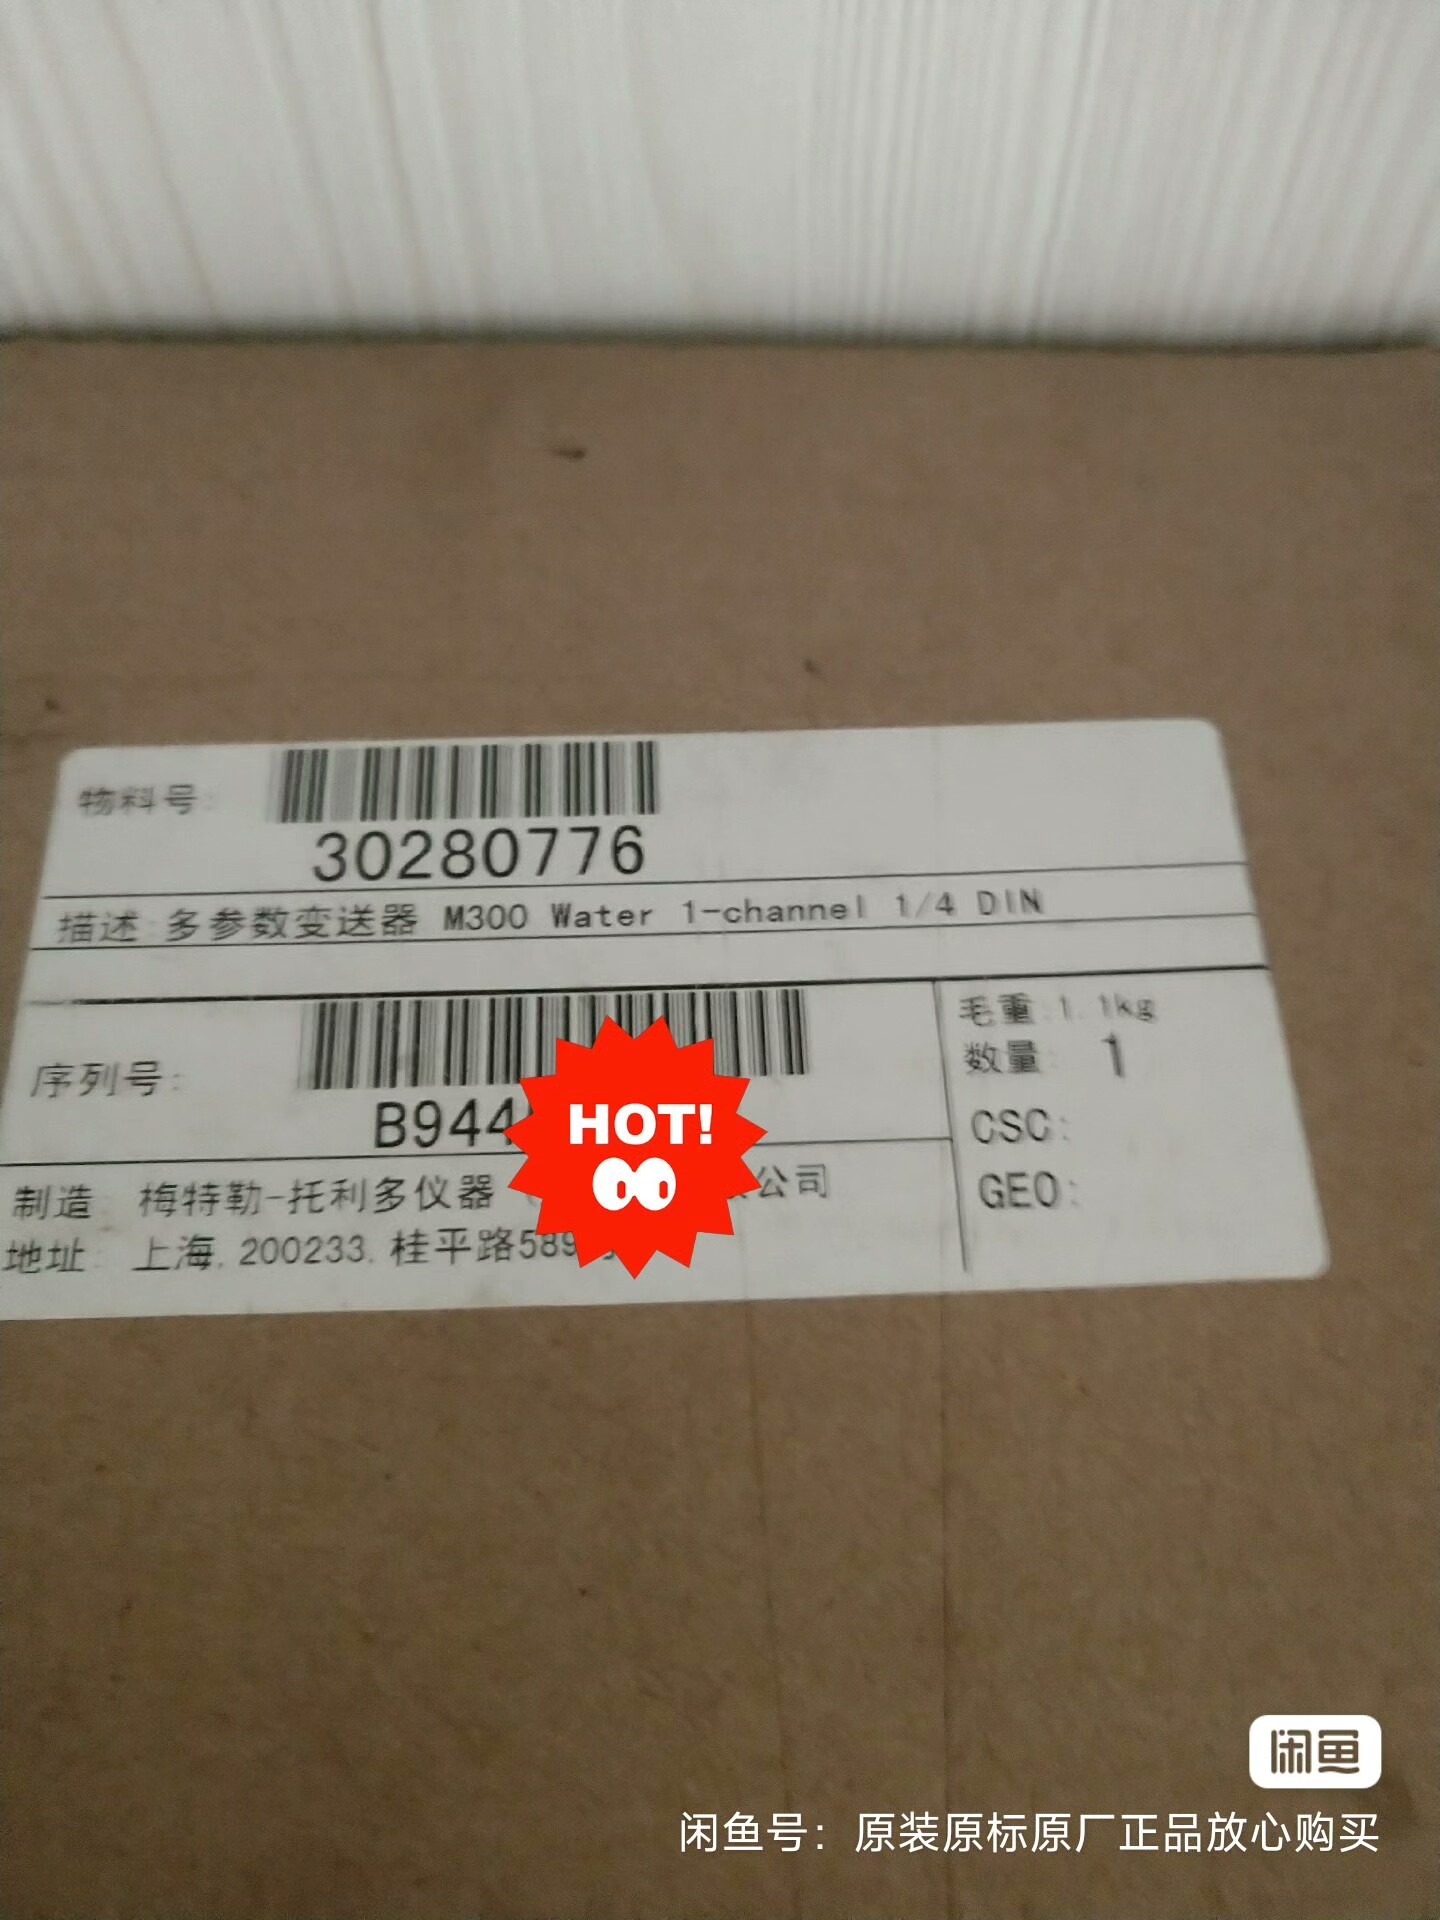 物料号:
30280776
描述:多参数变送器 M300 Water 1-channel 1/4 DIN
序列号:
B944
HOT!
毛重:1.1kg
数量: 1
CSC:
GEO:
制造: 梅特勒-托利多仪器 公司
地址: 上海,200233,桂平路589
闲鱼
闲鱼号：原装原标原厂正品放心购买